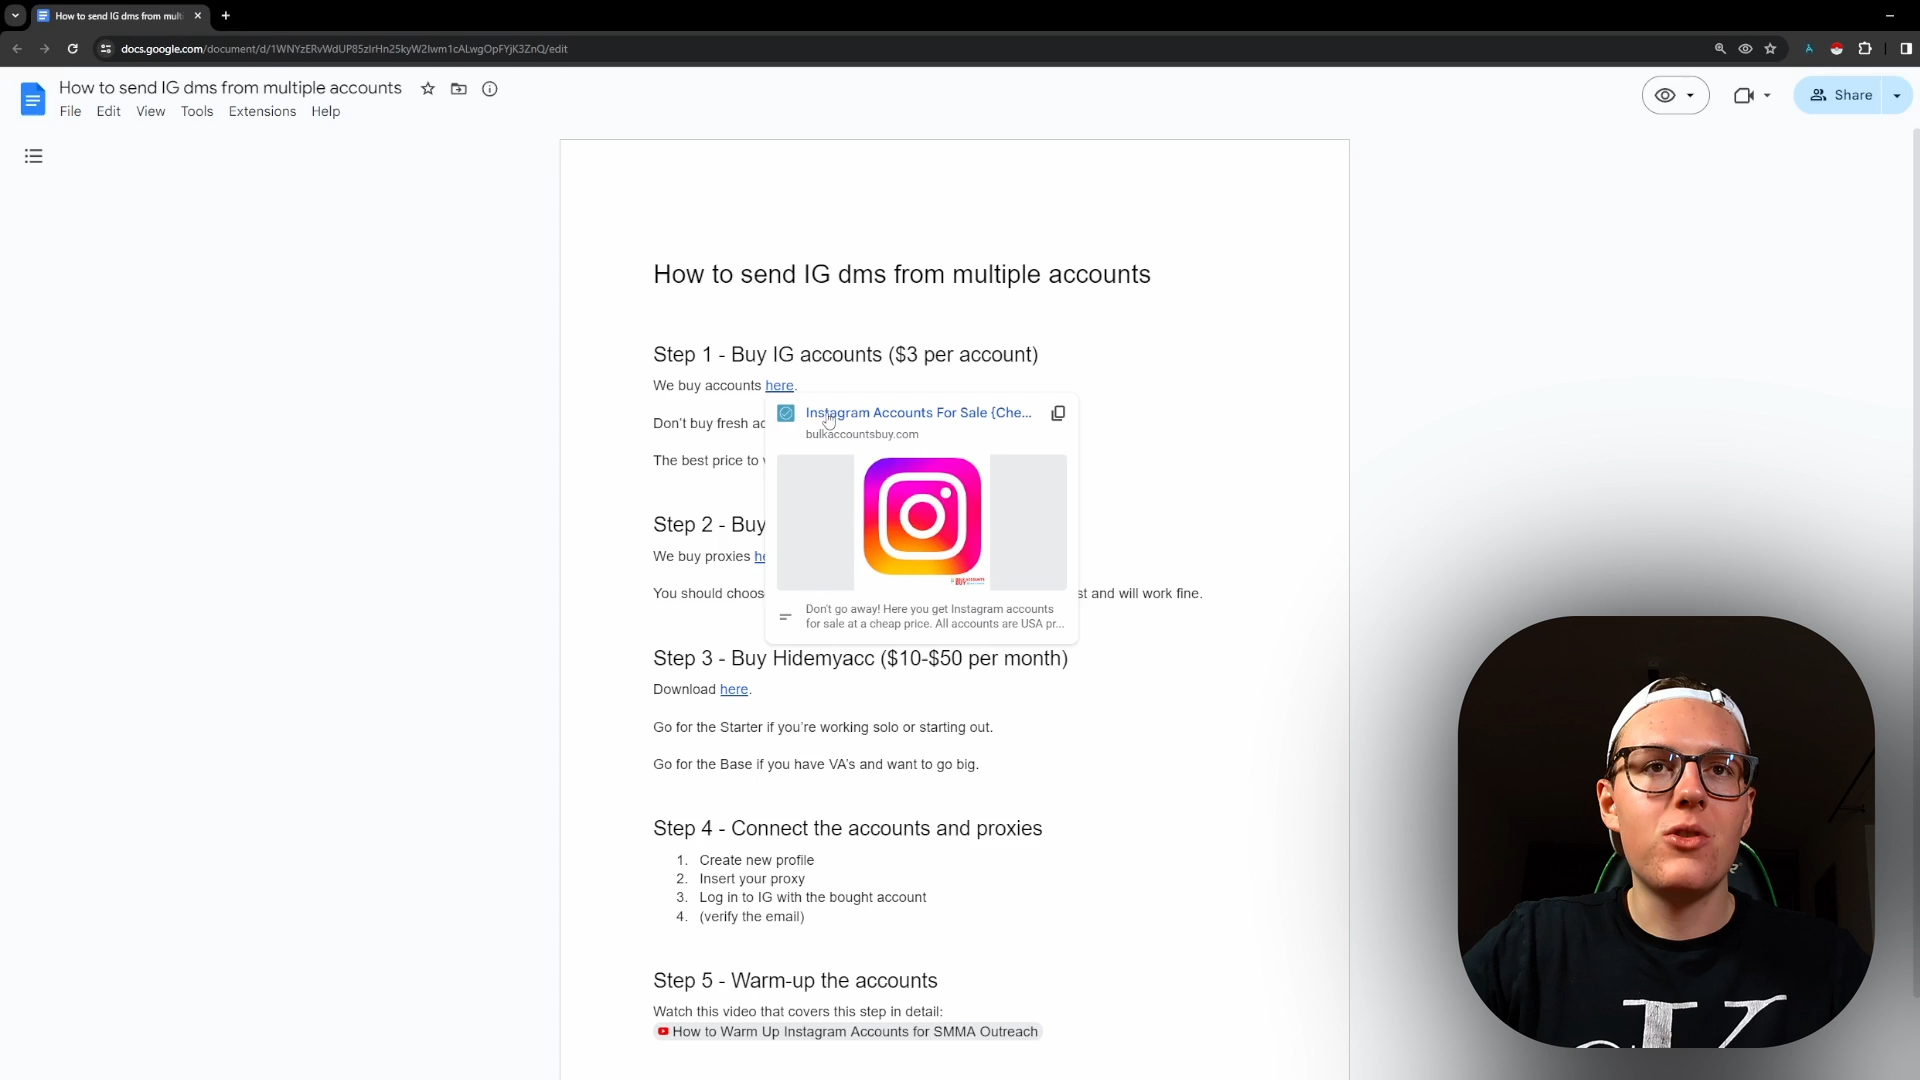 How to send IG dms from mult
docs.google.com/document/d/1WNYzERvWdUP85zIrHn25kyW2Iwm1cALwgOpFYjK3ZnQ/edit
How to send IG dms from multiple accounts
File Edit View Tools Extensions Help
Share
How to send IG dms from multiple accounts
Step 1 - Buy IG accounts ($3 per account)
We buy accounts here.
Instagram Accounts For Sale {Che...
Don't buy fresh ac
bulkaccountsbuy.com
The best price to
Step 2 - Buy
We buy proxies he
You should choos
st and will work fine.
Don't go away! Here you get Instagram accounts
for sale at a cheap price. All accounts are USA pr...
Step 3 - Buy Hidemyacc ($10-$50 per month)
Download here.
Go for the Starter if you're working solo or starting out.
Go for the Base if you have VA's and want to go big.
Step 4 - Connect the accounts and proxies
1. Create new profile
2. Insert your proxy
3. Log in to IG with the bought account
4. (verify the email)
Step 5 - Warm-up the accounts
Watch this video that covers this step in detail:
How to Warm Up Instagram Accounts for SMMA Outreach